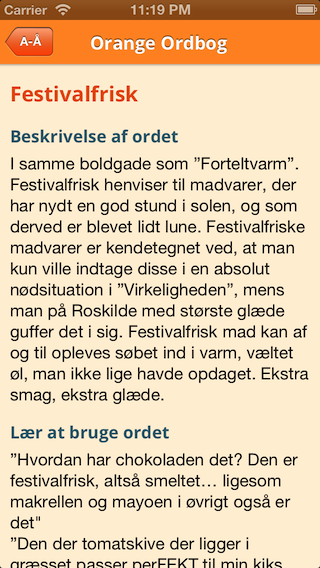 Carrier 11:19 PM
A-Å
Orange Ordbog
Festivalfrisk
Beskrivelse af ordet
I samme boldgade som ”Forteltvarm”.
Festivalfrisk henviser til madvarer, der
har nydt en god stund i solen, og som
derved er blevet lidt lune. Festivalfriske
madvarer er kendetegnet ved, at man
kun ville indtage disse i en absolut
nødsituation i ”Virkeligheden”, mens
man på Roskilde med største glæde
guffer det i sig. Festivalfrisk mad kan af
og til opleves søbet ind i varm, væltet
øl, man ikke lige havde opdaget. Ekstra
smag, ekstra glæde.
Lær at bruge ordet
”Hvordan har chokoladen det? Den er
festivalfrisk, altså smeltet… ligesom
makrellen og mayoen i øvrigt også er
det"
”Den der tomatskive der ligger i
græsset passer perFEKT til min kiks